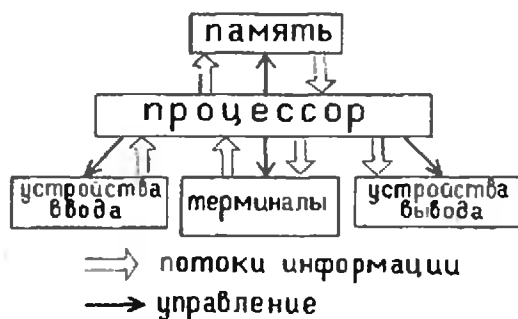 память
процессор
устройства
ввода
терминалы
устройства
вывода
потоки информации
управление